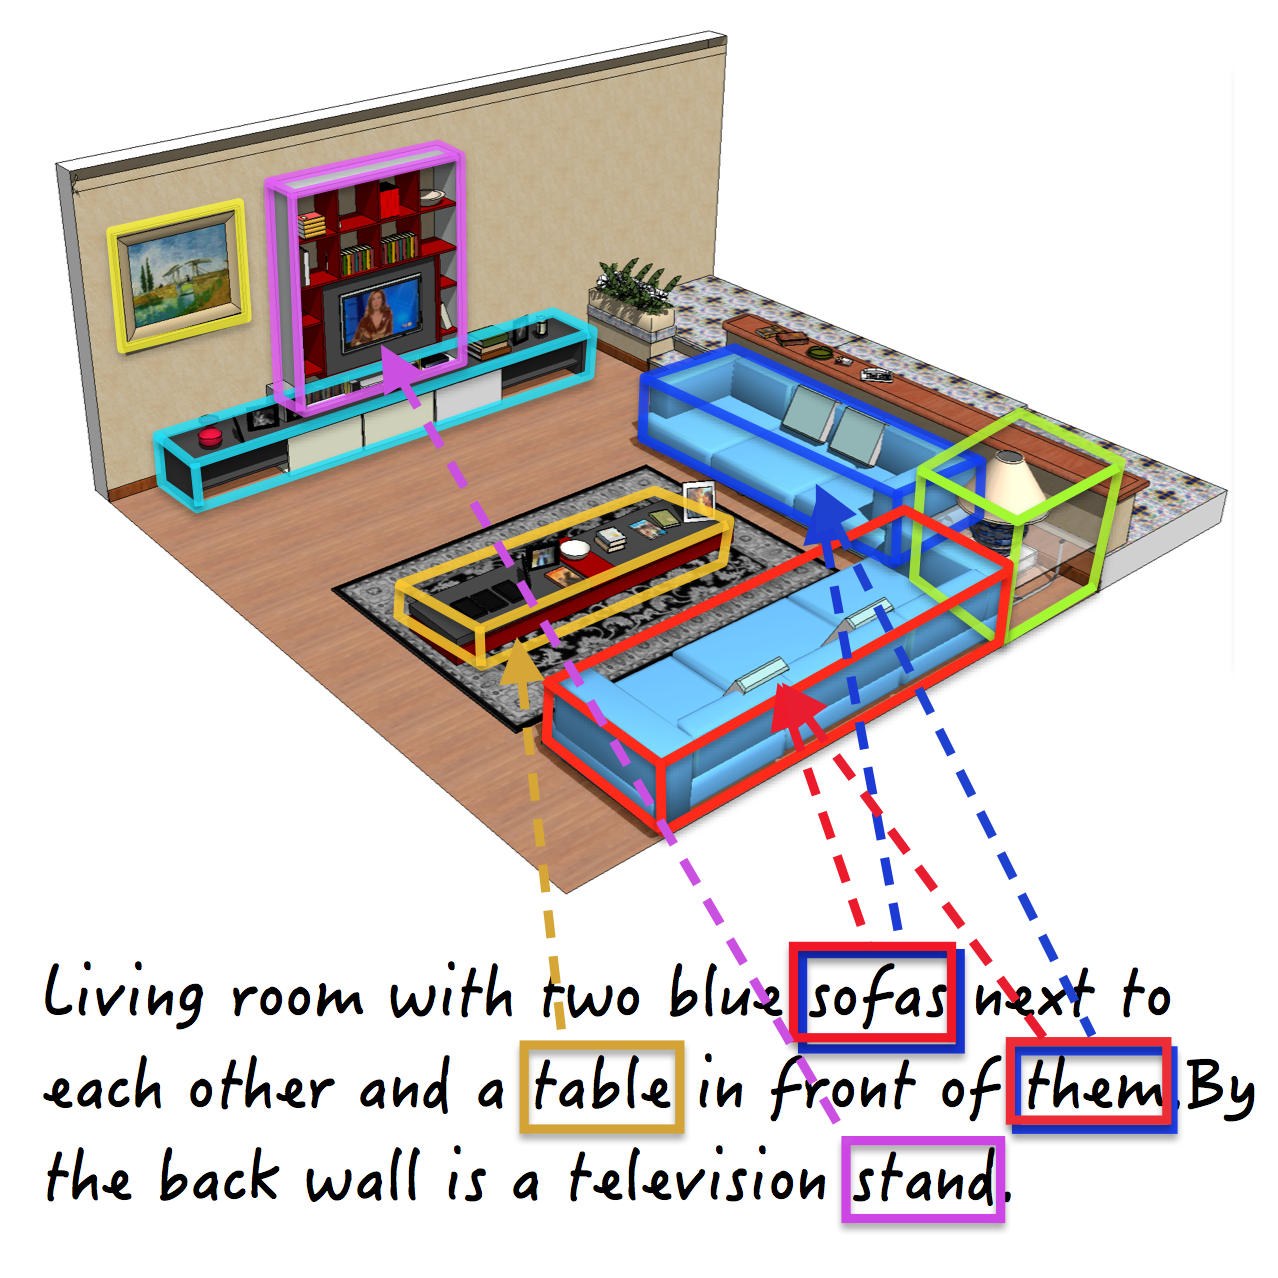 Living room with two blue sofas next to
each other and a table in front of them.By
the back wall is a television stand.